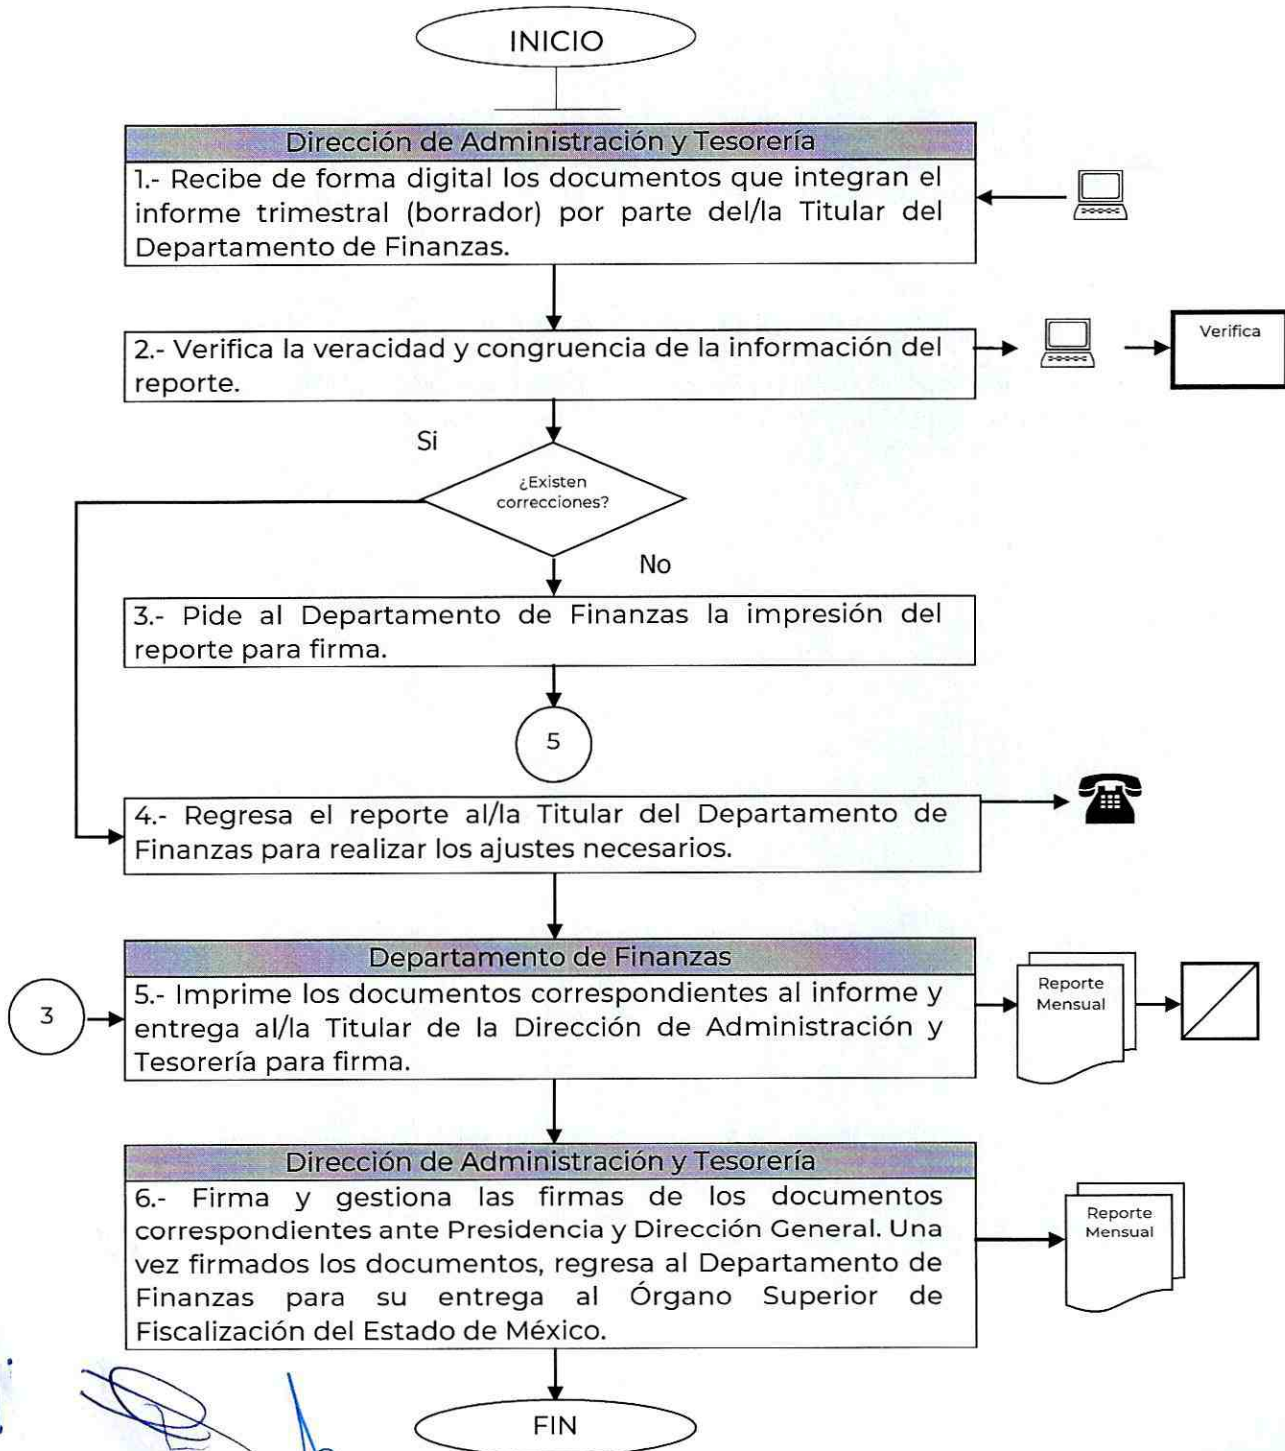 INICIO
Dirección de Administración y Tesorería
1.- Recibe de forma digital los documentos que integran el
informe trimestral (borrador) por parte del/la Titular del
Departamento de Finanzas.
2.- Verifica la veracidad y congruencia de la información del
reporte.
Verifica
Si
¿Existen
correcciones?
No
3.- Pide al Departamento de Finanzas la impresión del
reporte para firma.
5
4.- Regresa el reporte al/la Titular del Departamento de
Finanzas para realizar los ajustes necesarios.
Departamento de Finanzas
3
5.- Imprime los documentos correspondientes al informe y
entrega al/la Titular de la Dirección de Administración y
Tesorería para firma.
Reporte
Mensual
Dirección de Administración y Tesorería
6.- Firma y gestiona las firmas de los documentos
correspondientes ante Presidencia y Dirección General. Una
vez firmados los documentos, regresa al Departamento de
Finanzas para su entrega al Órgano Superior de
Fiscalización del Estado de México.
Reporte
Mensual
FIN